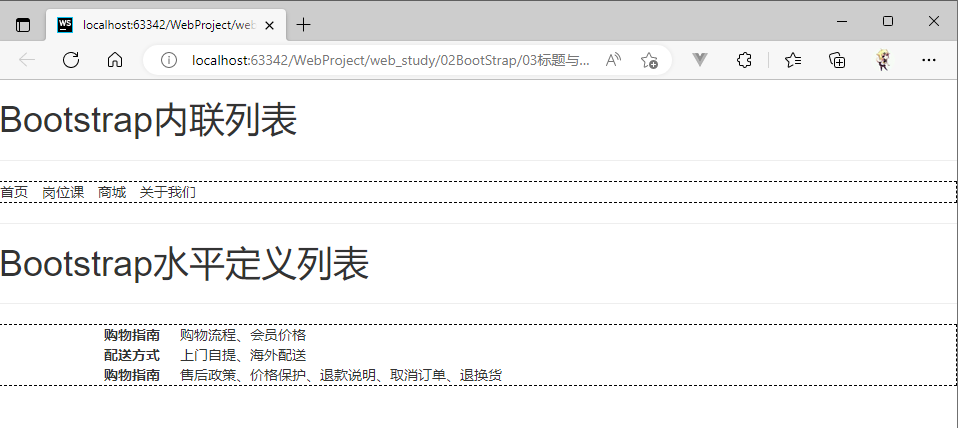 WS
localhost:63342/WebProject/web
localhost:63342/WebProject/web_study/02BootStrap/03标题与...
Bootstrap内联列表
首页 岗位课 商城 关于我们
Bootstrap水平定义列表
购物指南 购物流程、会员价格
配送方式 上门自提、海外配送
购物指南 售后政策、价格保护、退款说明、取消订单、退换货